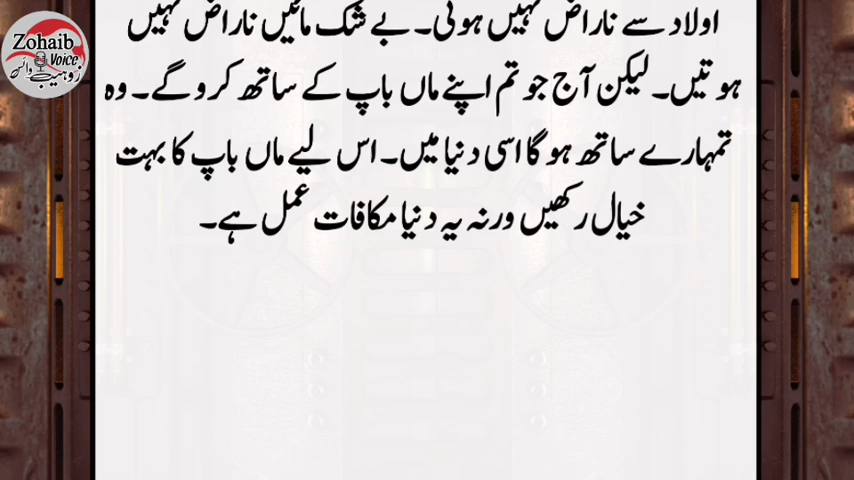 Zohaib
Voice
زوہیب وائس
اولاد سے ناراض نہیں ہوتی۔ بے شک مائیں ناراض نہیں
ہوتیں۔ لیکن آج جو تم اپنے ماں باپ کے ساتھ کرو گے۔ وہ
تمہارے ساتھ ہو گا اسی دنیا میں۔ اس لیے ماں باپ کا بہت
خیال رکھیں ورنہ یہ دنیا مکافات عمل ہے۔